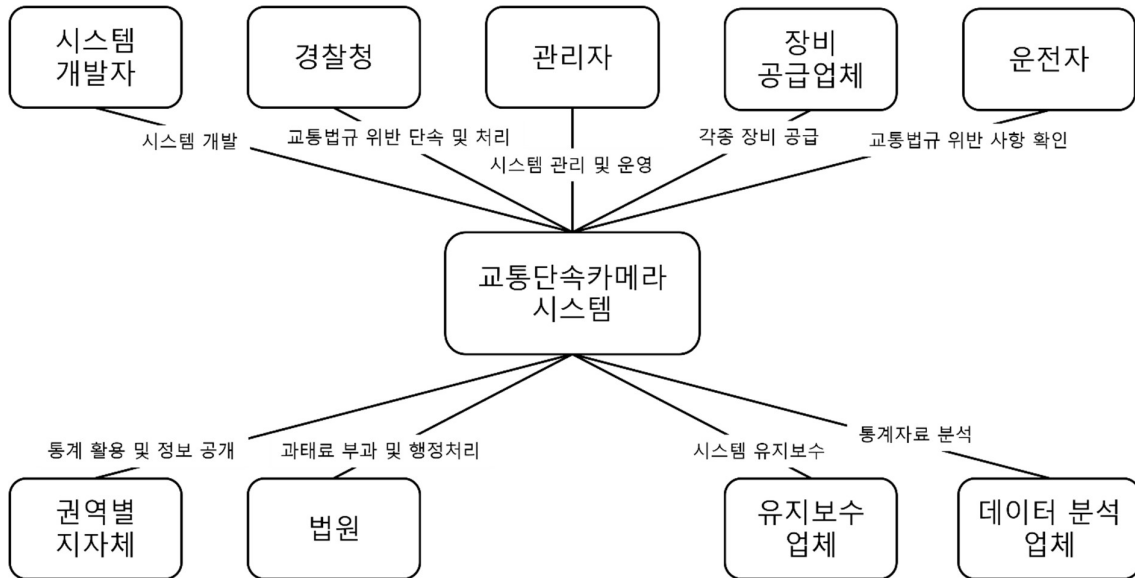 시스템
개발자
경찰청
관리자
장비
공급업체
운전자
시스템 개발
교통법규 위반 단속 및 처리
시스템 관리 및 운영
각종 장비 공급
교통법규 위반 사항 확인
교통단속카메라
시스템
통계 활용 및 정보 공개
과태료 부과 및 행정처리
시스템 유지보수
통계자료 분석
권역별
지자체
법원
유지보수
업체
데이터 분석
업체